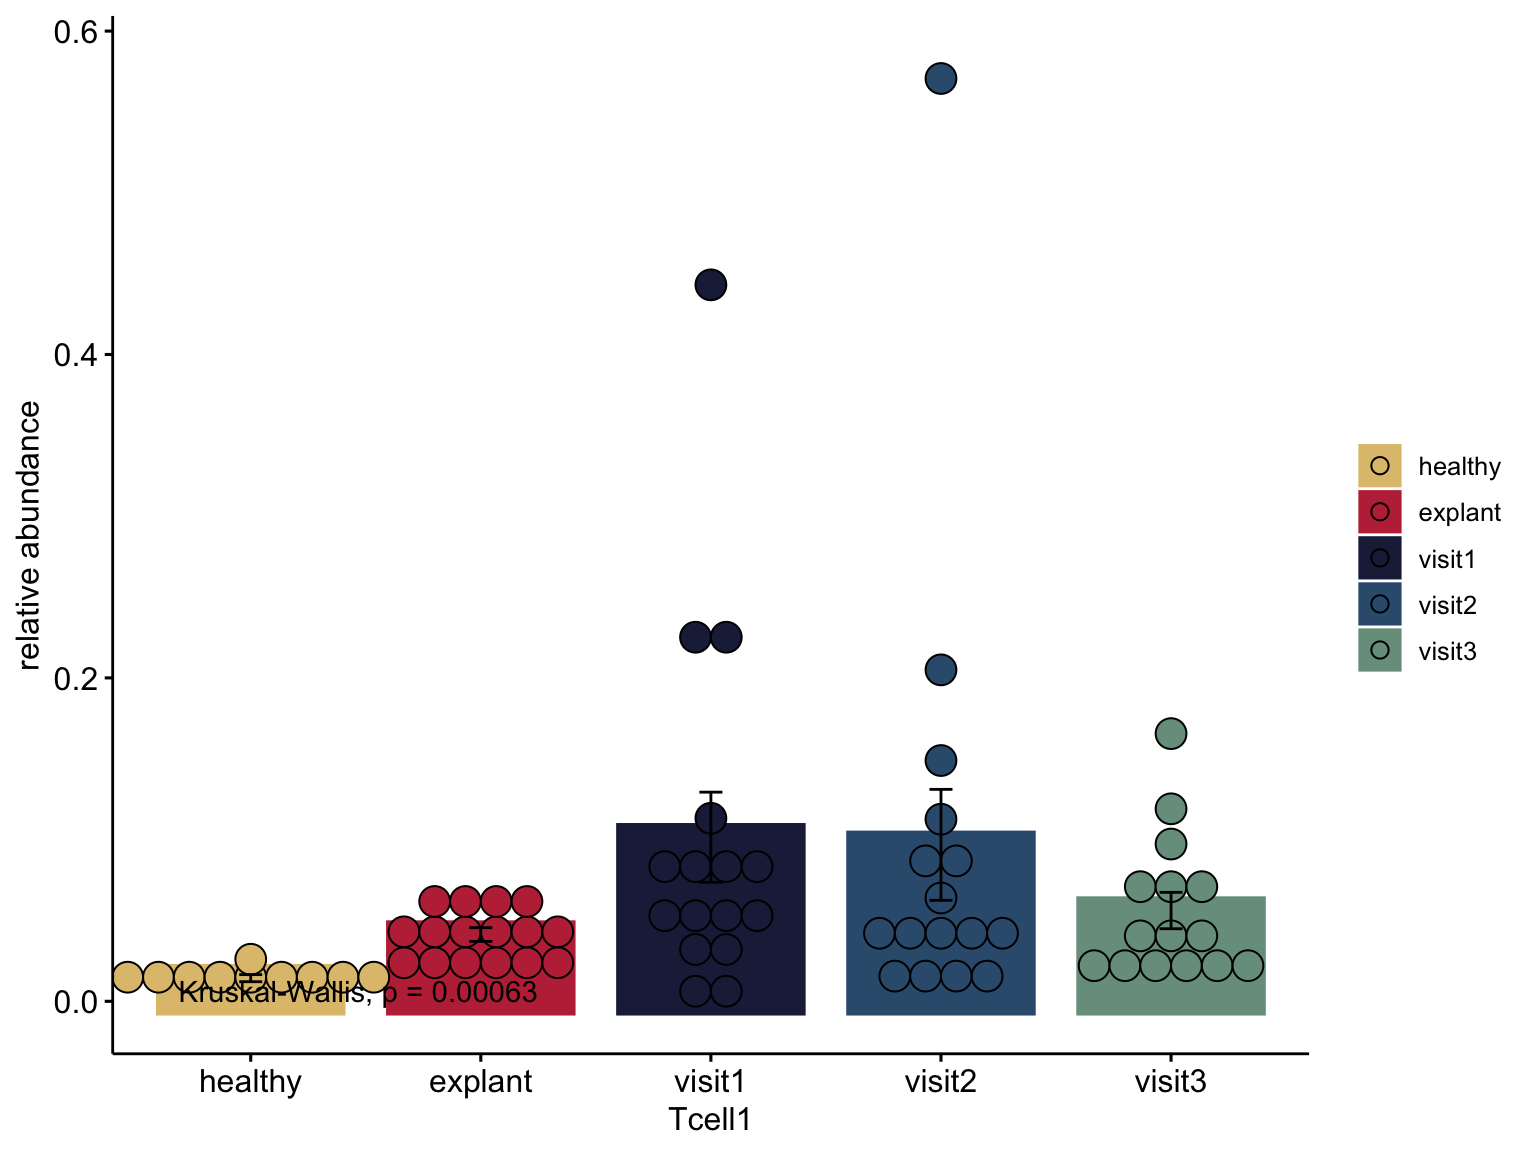 0.6
0.4
0.2
0.0
relative abundance
Kruskal-Wallis, p = 0.00063
healthy
explant
visit1
visit2
visit3
Tcell1
healthy
explant
visit1
visit2
visit3